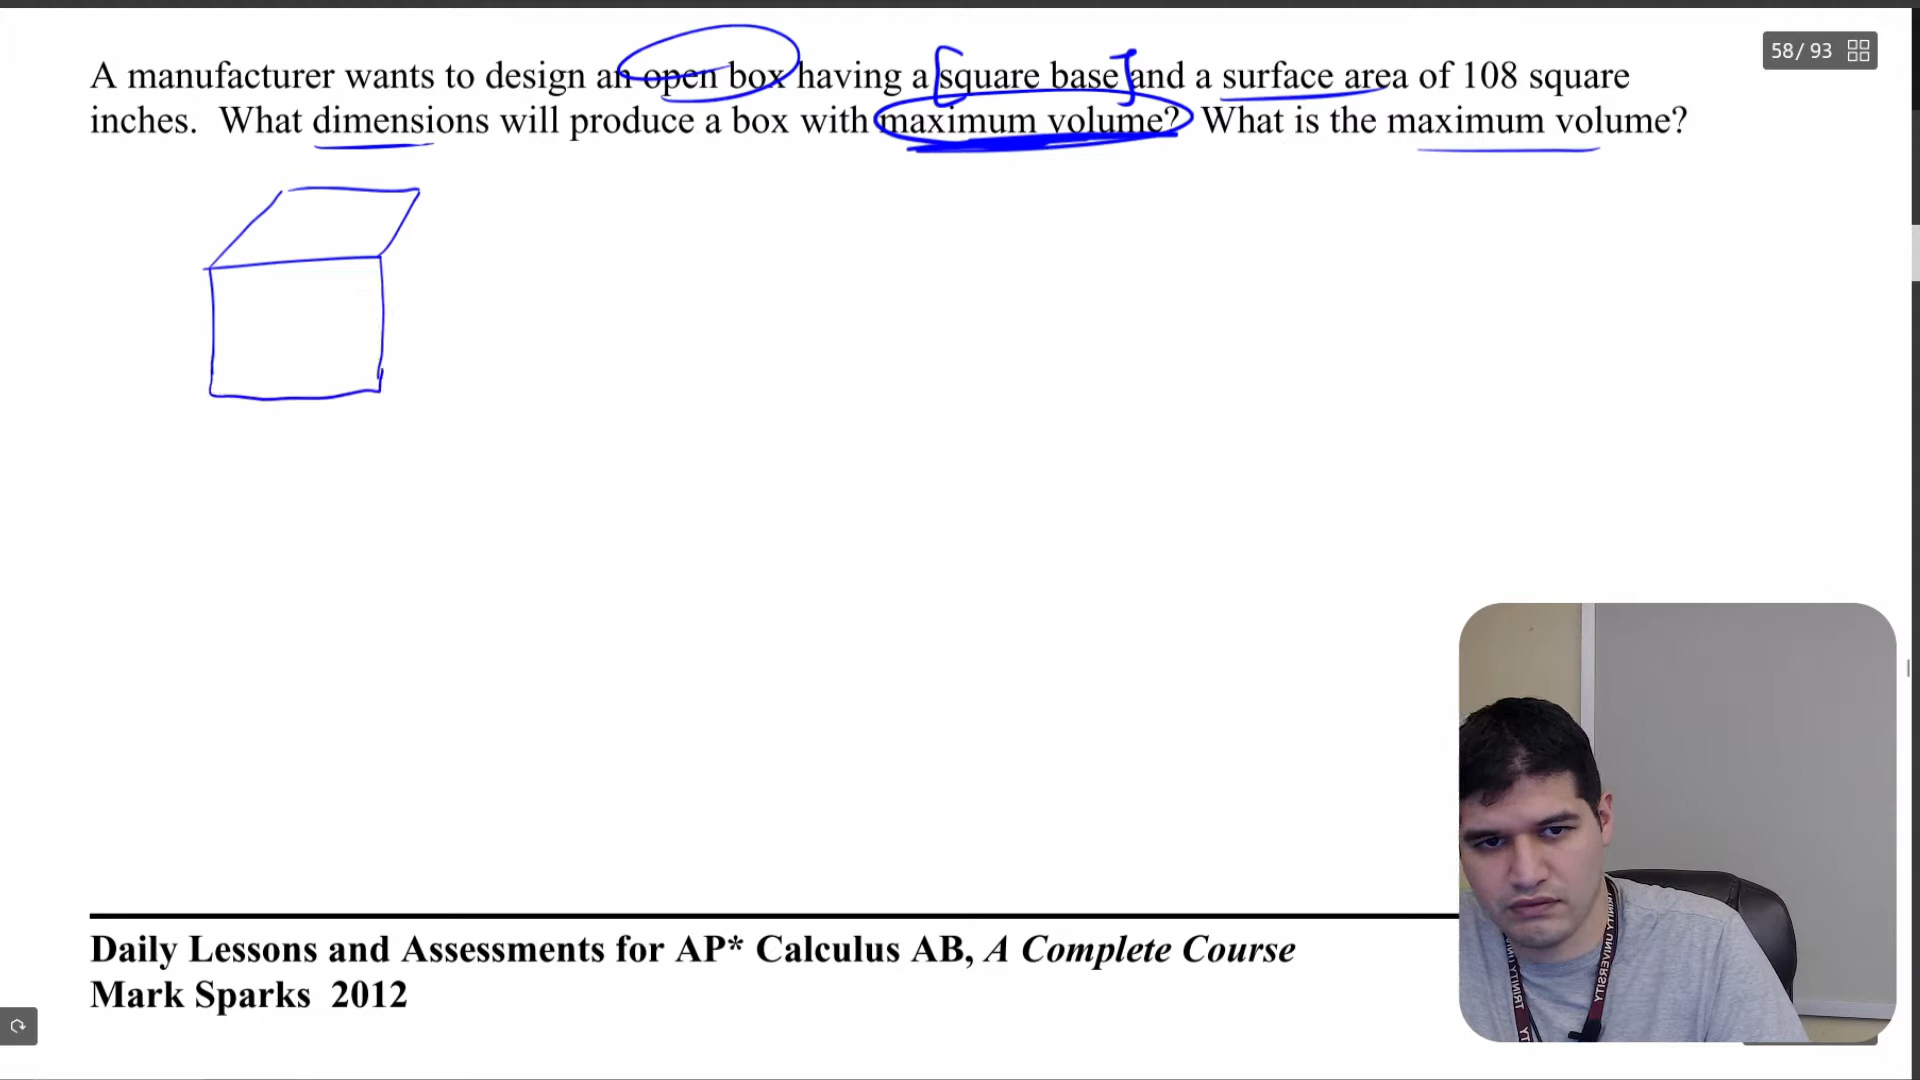 58/ 93
A manufacturer wants to design an open box having a [square base] and a surface area of 108 square
inches. What dimensions will produce a box with maximum volume? What is the maximum volume?
Daily Lessons and Assessments for AP* Calculus AB, A Complete Course
Mark Sparks 2012
TRINITY UNIVERSITY